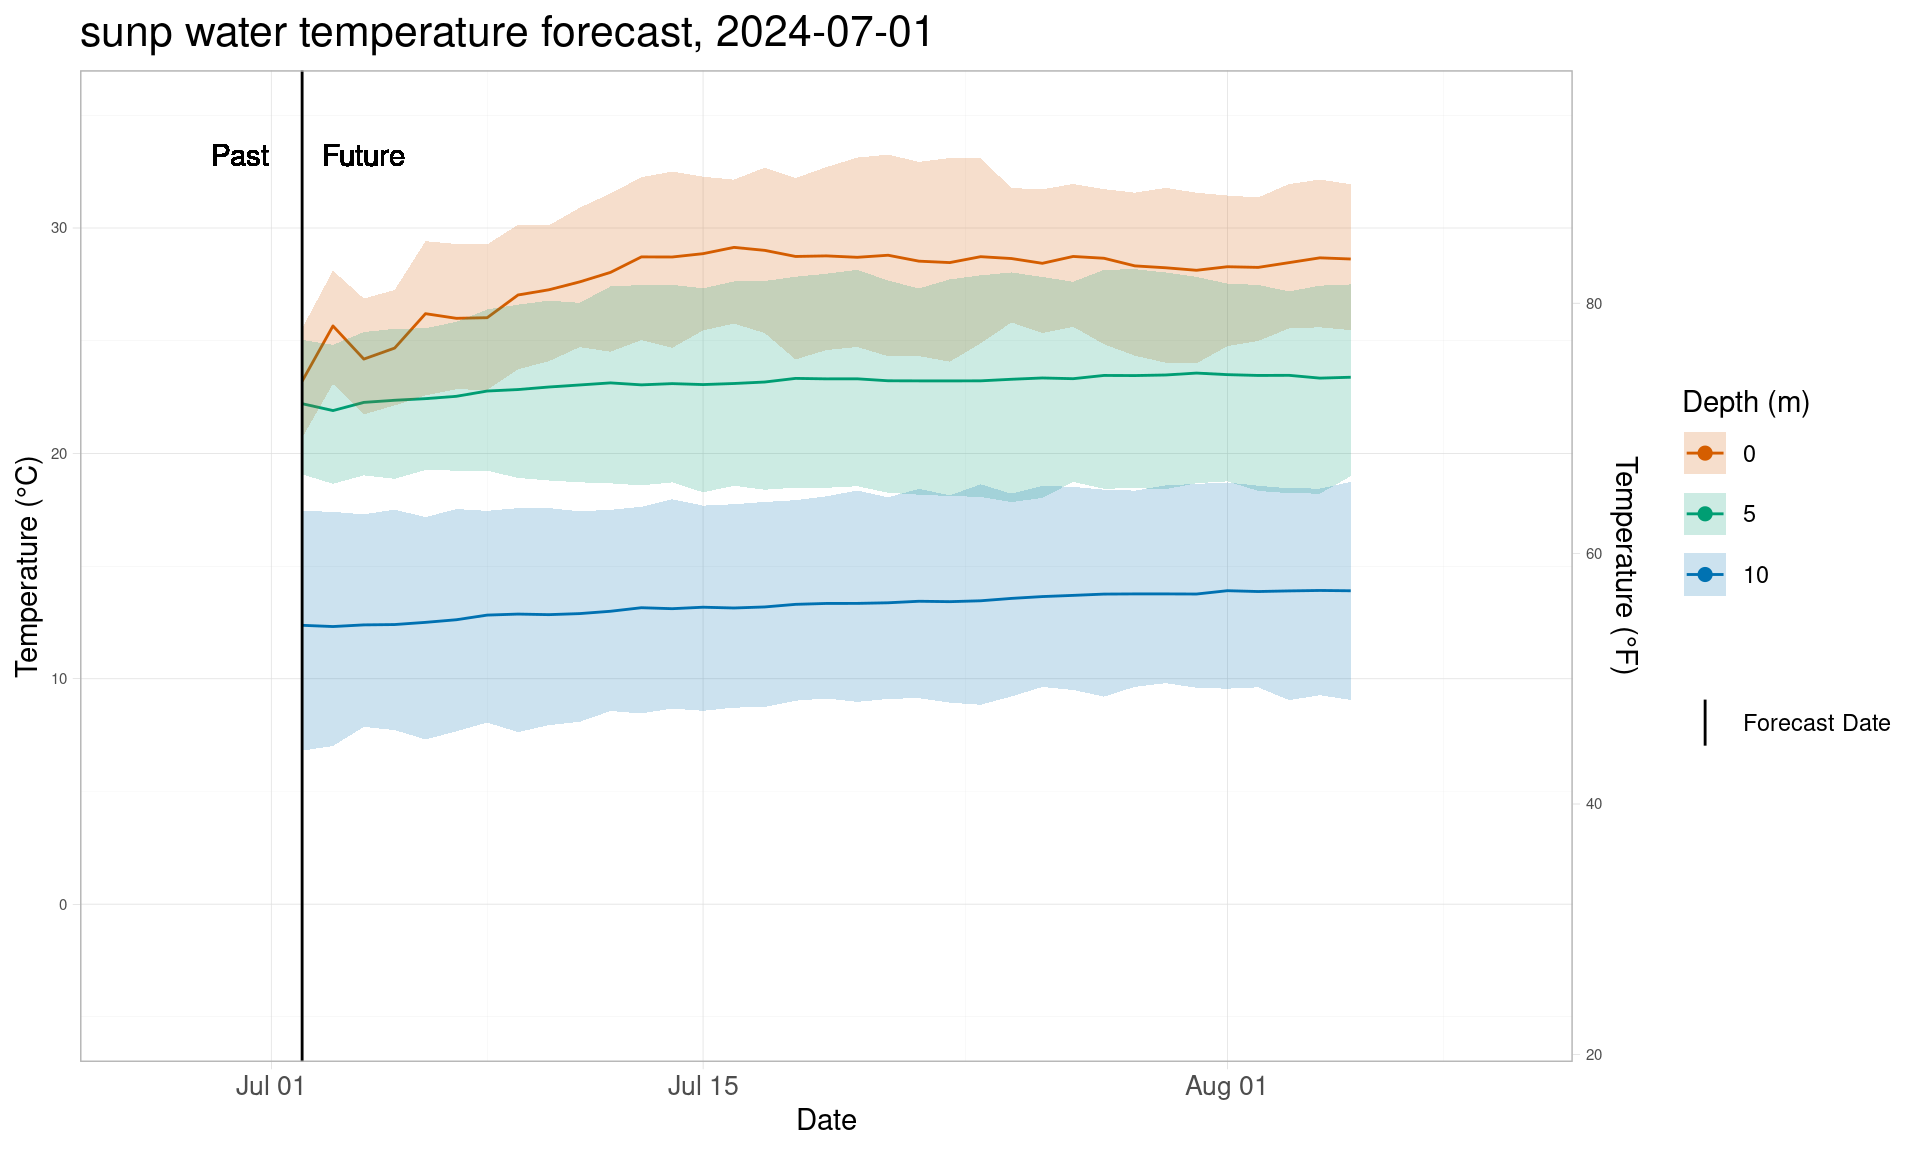 sunp water temperature forecast, 2024-07-01
Past
Future
30
20
10
0
Temperature (°C)
80
60
40
20
Temperature (°F)
Jul 01
Jul 15
Aug 01
Date
Depth (m)
0
5
10
Forecast Date